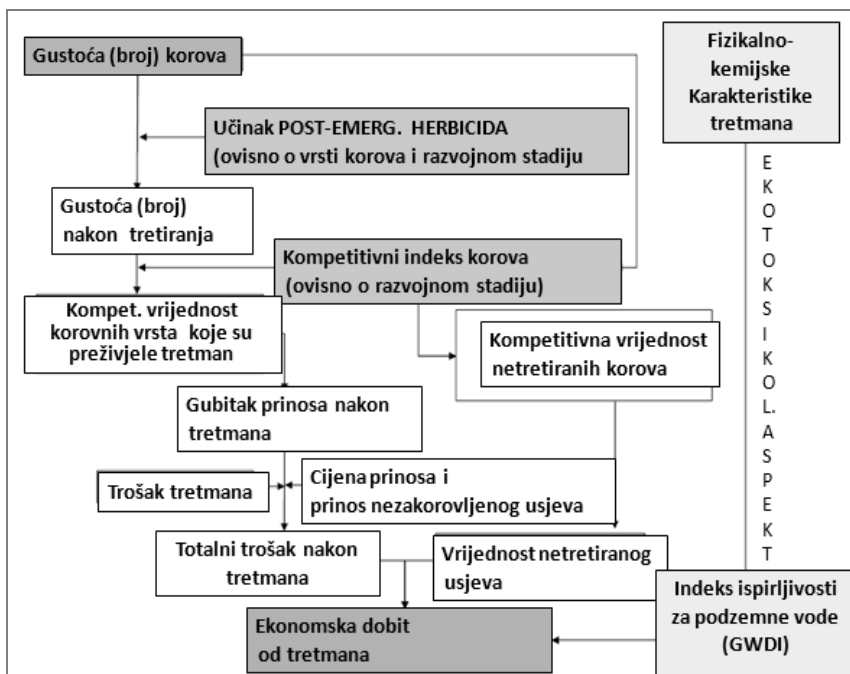 Gustoća (broj) korova
Fizikalno-
kemijske
Karakteristike
tretmana
Učinak POST-EMERG. HERBICIDA
(ovisno o vrsti korova i razvojnom stadiju
Gustoća (broj)
nakon tretiranja
Kompetitivni indeks korova
(ovisno o razvojnom stadiju)
Kompet. vrijednost
korovnih vrsta koje su
preživjele tretman
Kompetitivna vrijednost
netretiranih korova
Gubitak prinosa nakon
tretmana
Trošak tretmana
Cijena prinosa i
prinos nezakorovljenog usjeva
Totalni trošak nakon
tretmana
Vrijednost netretiranog
usjeva
Ekonomska dobit
od tretmana
EKOTOKSIKOL. ASPEKT
Indeks ispirljivosti
za podzemne vode
(GWDI)